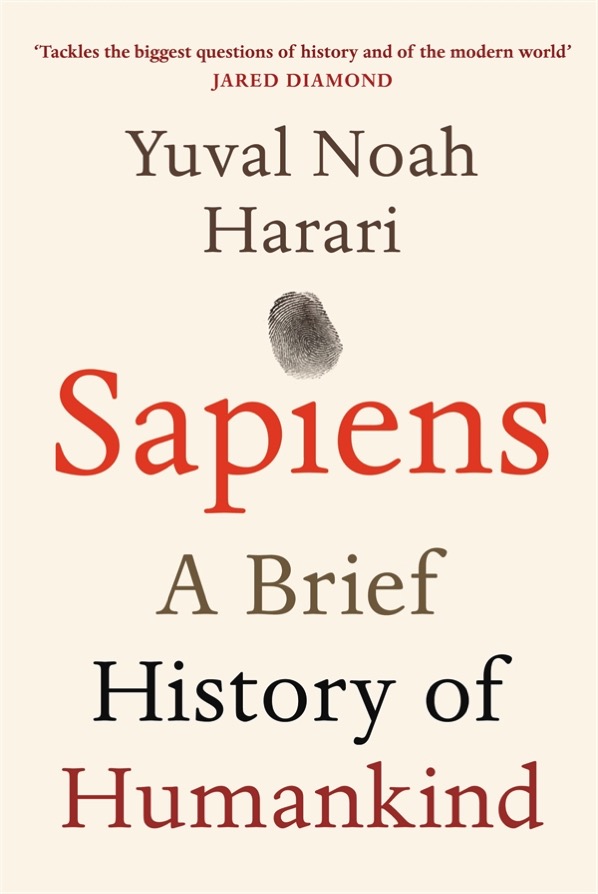 ‘Tackles the biggest questions of history and of the modern world’
JARED DIAMOND
Yuval Noah
Harari
Sapiens
A Brief
History of
Humankind